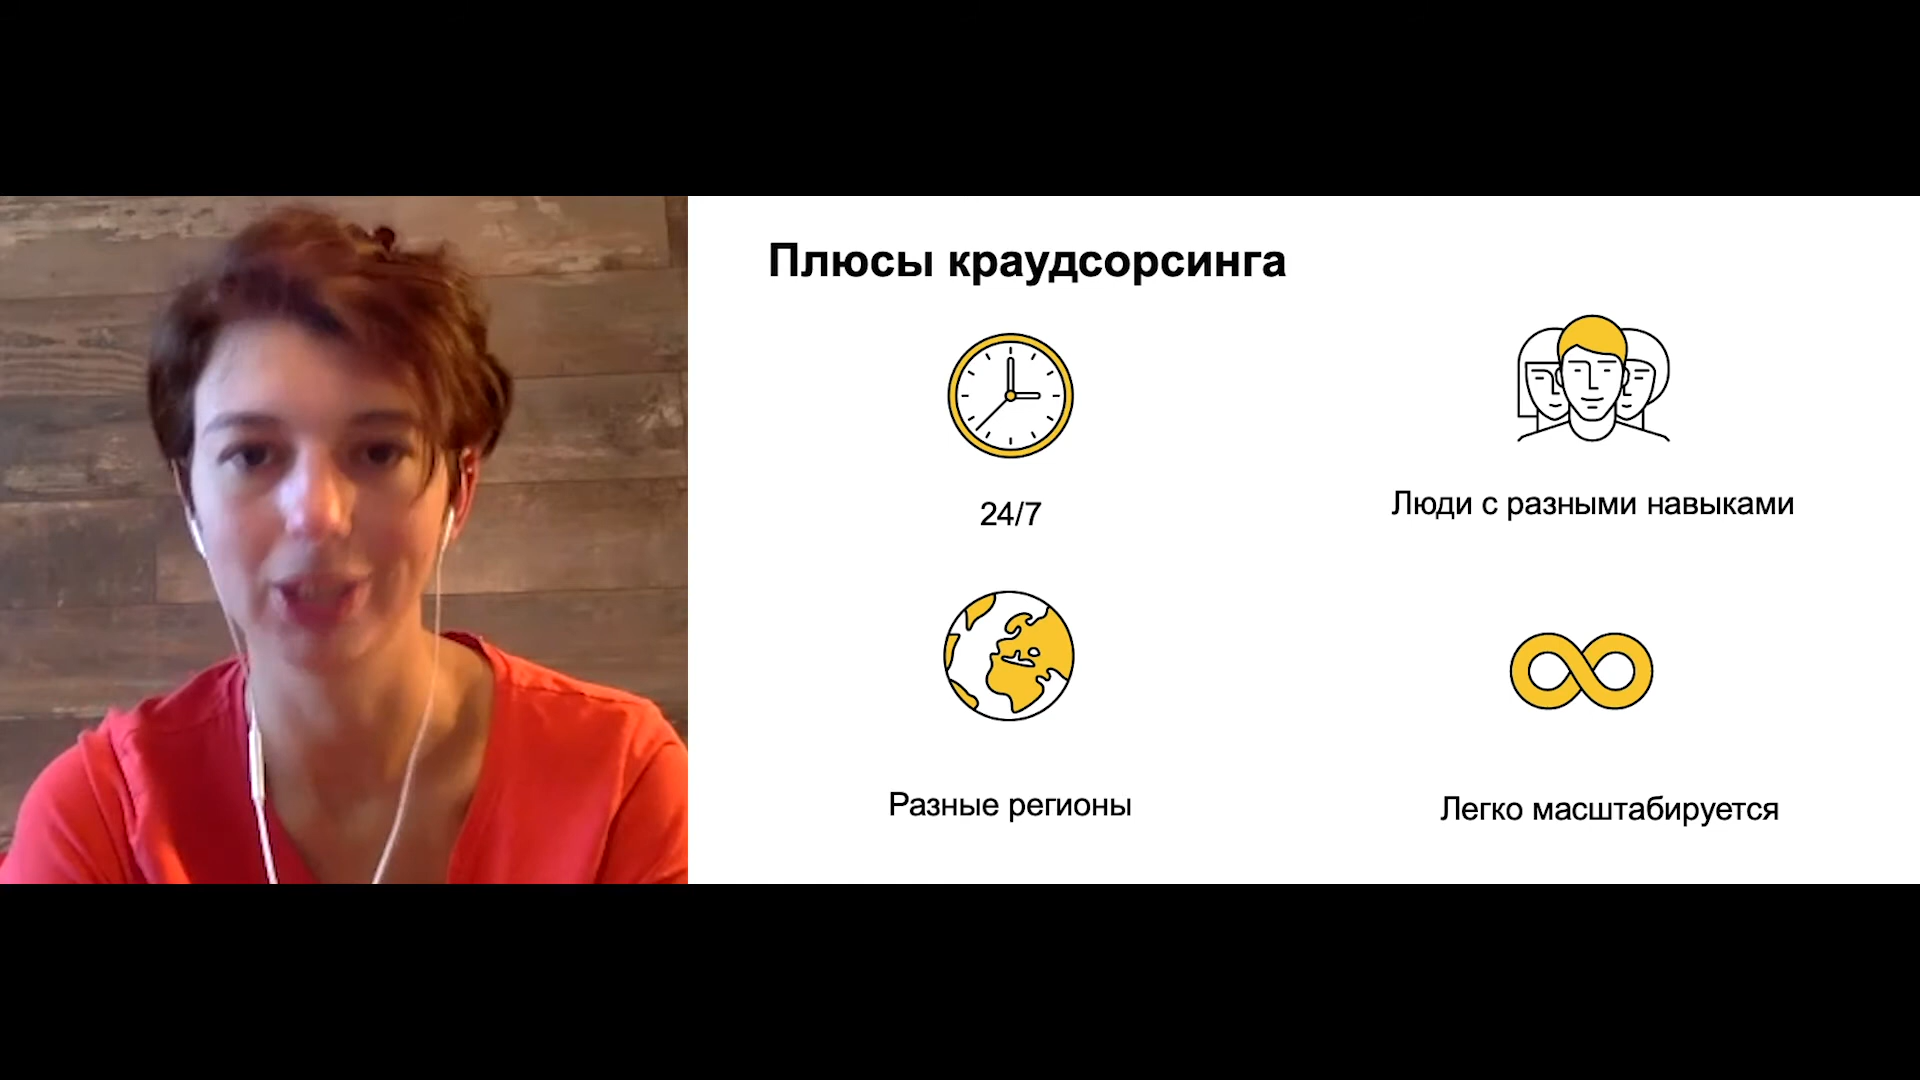 Плюсы краудсорсинга
24/7
Люди с разными навыками
Разные регионы
Легко масштабируется